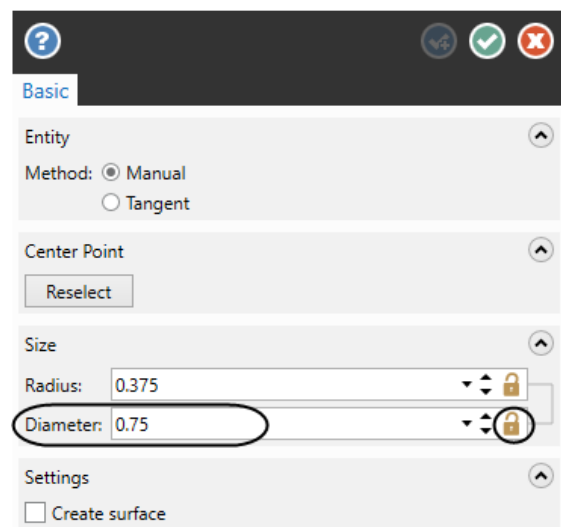 ?
Basic
Entity
Method: Manual
Tangent
Center Point
Reselect
Size
Radius: 0.375
Diameter: 0.75
Settings
Create surface